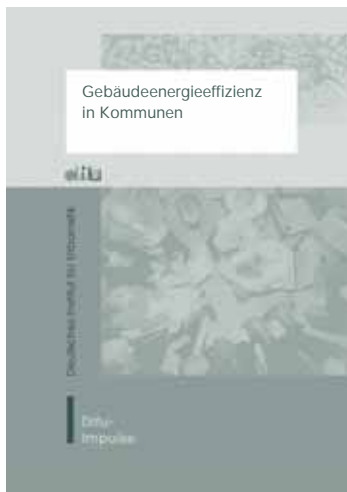 Gebäudeenergieeffizienz
in Kommunen
difu
Deutsches Institut für Urbanistik
Difu-
Impulse